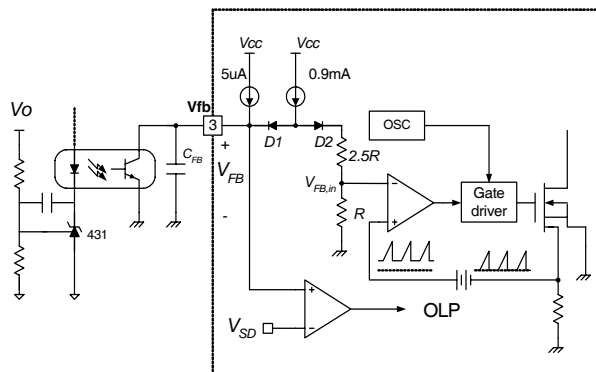 Vcc Vcc
5uA 0.9mA
Vo
Vfb
3
OSC
+ D1 D2
2.5R
C_FB
V_FB
V_FB,in
R
-
−
+
Gate
driver
431
+
−
V_SD
OLP